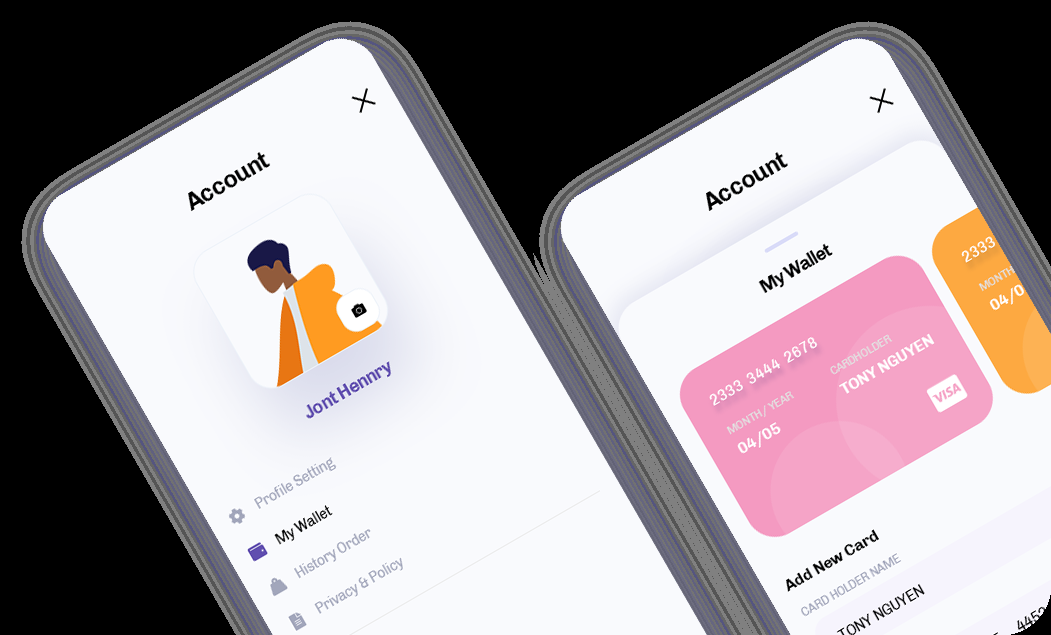 Account
Jont Hennry
Profile Setting
My Wallet
History Order
Privacy & Policy
Account
My Wallet
2333 3444 2678
MONTH / YEAR
04/05
CARDHOLDER
TONY NGUYEN
VISA
2333
MONTH
04/0
Add New Card
CARD HOLDER NAME
TONY NGUYEN
4452